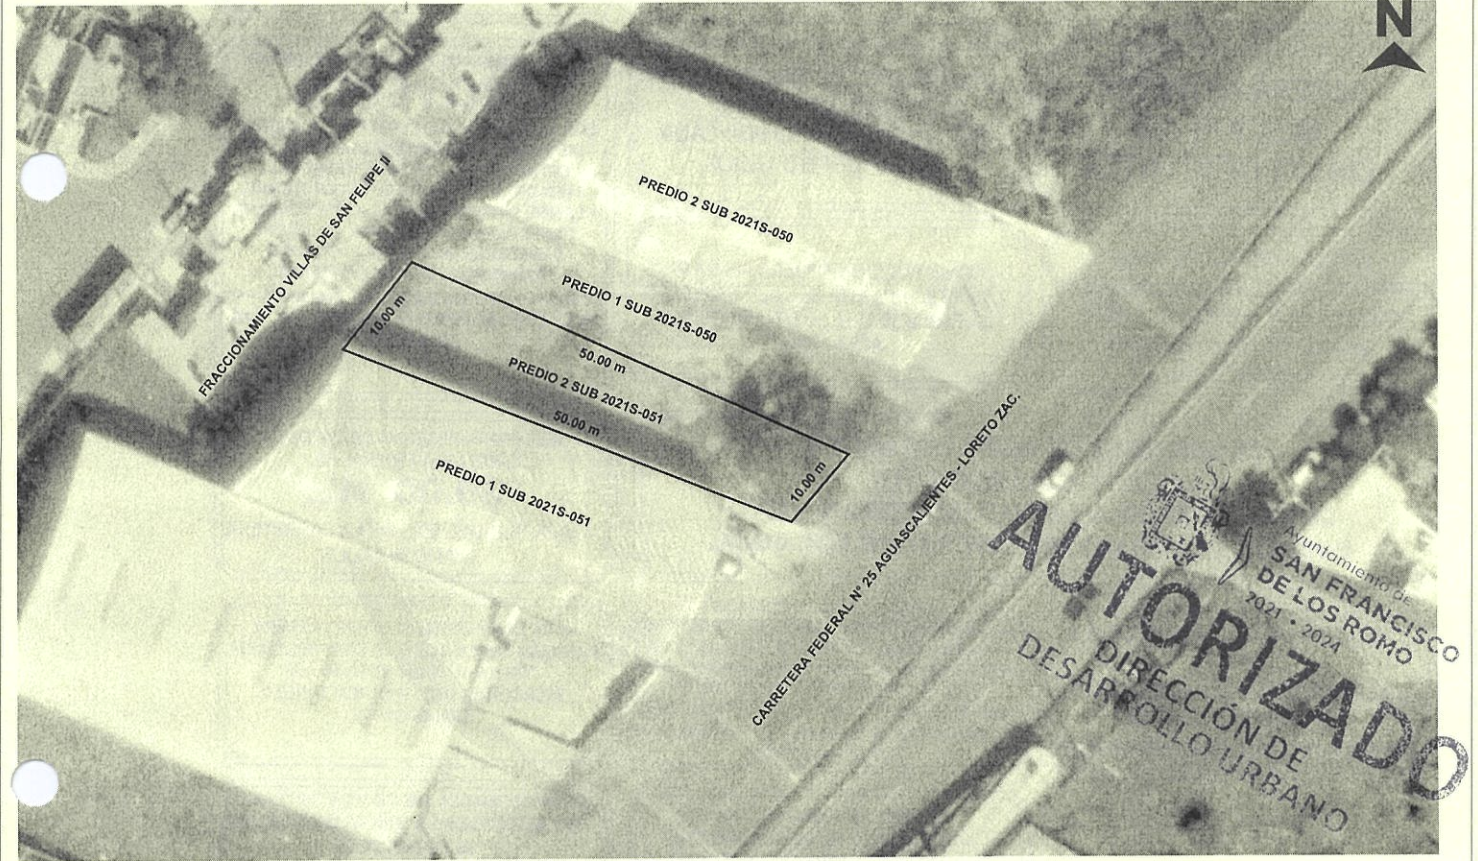 N
PREDIO 2 SUB 2021S-050
FRACCIONAMIENTO VILLAS DE SAN FELIPE II
PREDIO 1 SUB 2021S-050
10.00 m
50.00 m
PREDIO 2 SUB 2021S-051
50.00 m
10.00 m
PREDIO 1 SUB 2021S-051
CARRETERA FEDERAL N° 25 AGUASCALIENTES - LORETO ZAC.
Ayuntamiento de
SAN FRANCISCO
DE LOS ROMO
2021 • 2024
AUTORIZADO
DIRECCIÓN DE
DESARROLLO URBANO